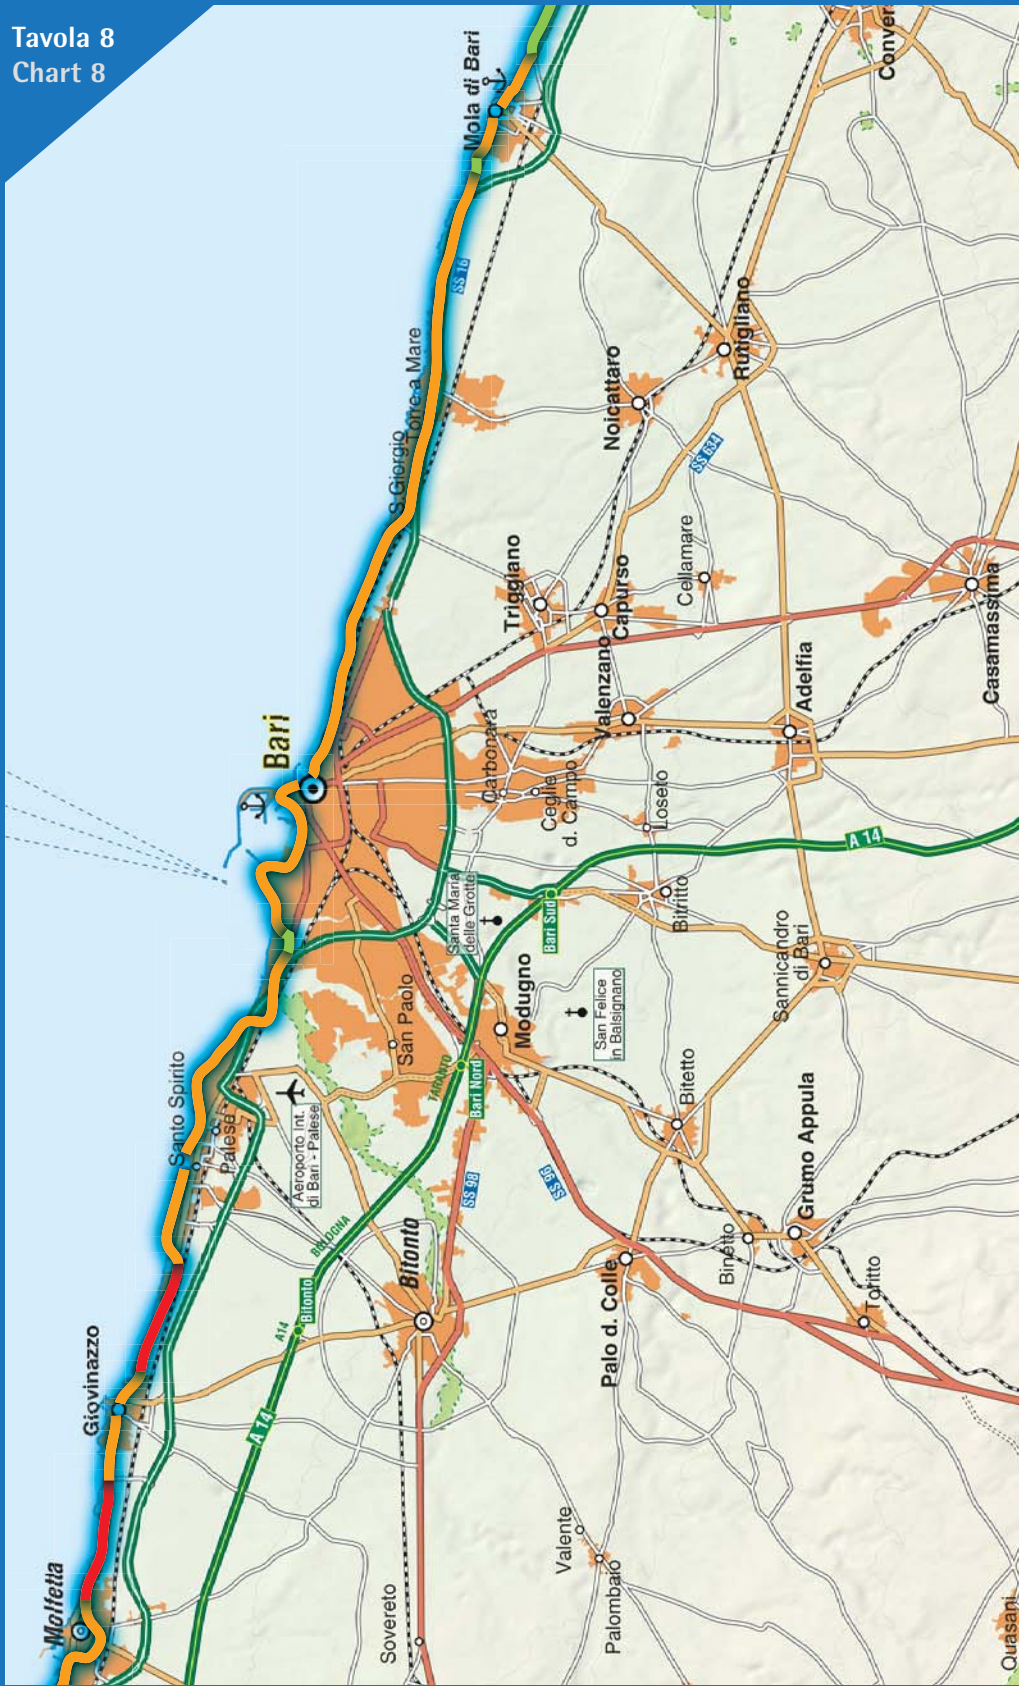 Tavola 8
Chart 8
Mola di Bari
Conver
SS 16
Rutigliano
Torre a Mare
S.Giorgio
Noicattaro
SS 634
Cellamare
Triggiano
Capurso
Casamassima
Valenzano
Adelfia
Bari
Carbonara
Ceglie
d. Campo
Loseto
A 14
Bitritto
Santa Maria
delle Grotte
Bari Sud
Sannicandro
di Bari
Modugno
San Felice
in Balsignano
San Paolo
TARANTO
Bari Nord
Santo Spirito
Palese
Aeroporto Int.
di Bari - Palese
Bitetto
Grumo Appula
SS 98
SS 96
BOLOGNA
Bitonto
Binetto
Toritto
Palo d. Colle
Bitonto
A14
A 14
Giovinazzo
Molfetta
Valente
Palombaio
Sovereto
Quasani